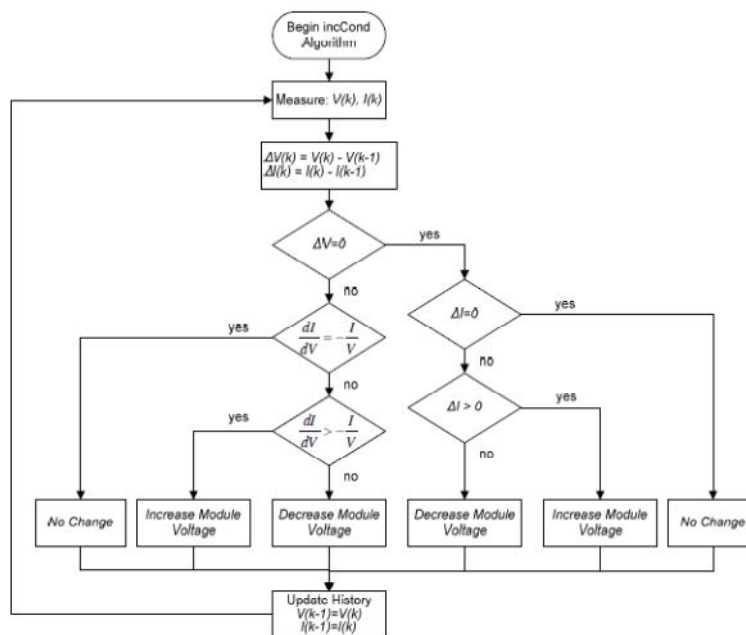 Begin incCond
Algorithm
Measure: V(k), I(k)
ΔV(k) = V(k) - V(k-1)
ΔI(k) = I(k) - I(k-1)
ΔV=0
yes
no
ΔI=0
yes
yes
dI/dV = - I/V
no
no
ΔI > 0
yes
yes
dI/dV > - I/V
no
no
No Change
Increase Module
Voltage
Decrease Module
Voltage
Decrease Module
Voltage
Increase Module
Voltage
No Change
Update History
V(k-1)=V(k)
I(k-1)=I(k)